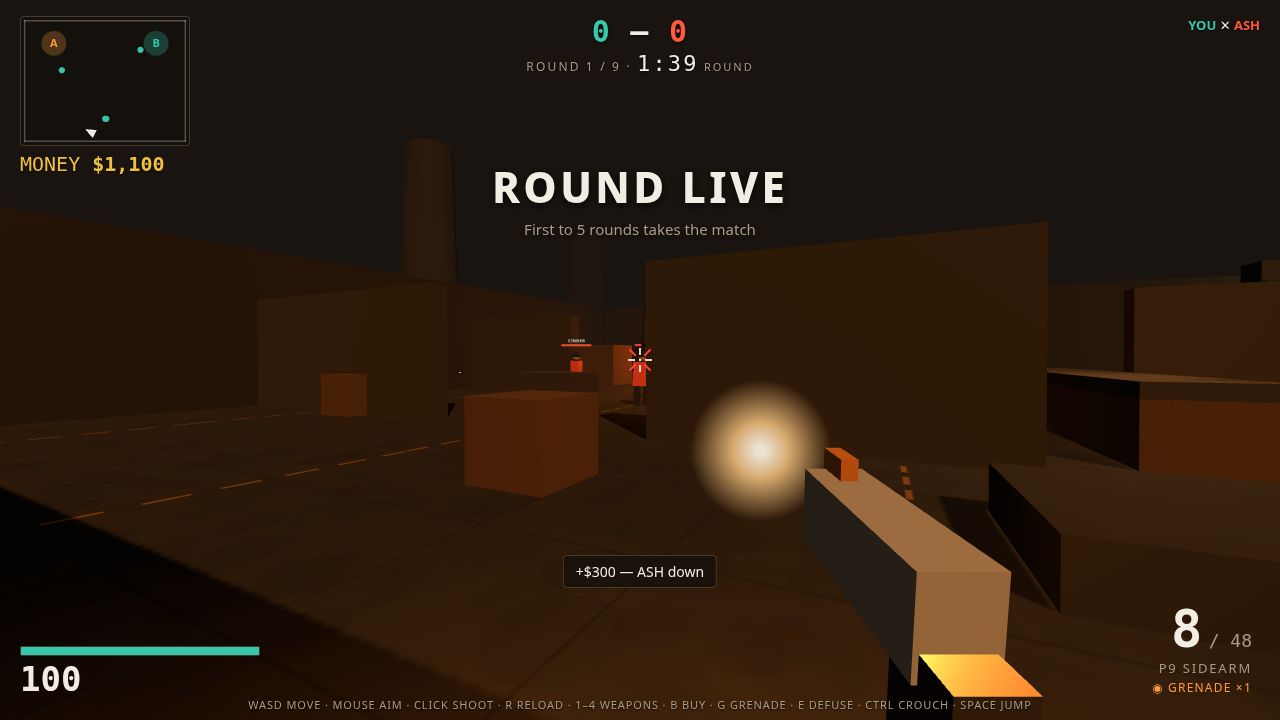 A
B
0 – 0
ROUND 1 / 9 · 1:39 ROUND
YOU ✕ ASH
MONEY $1,100
ROUND LIVE
First to 5 rounds takes the match
CINDER
+$300 — ASH down
100
8 / 48
P9 SIDEARM
◉ GRENADE ×1
WASD MOVE · MOUSE AIM · CLICK SHOOT · R RELOAD · 1–4 WEAPONS · B BUY · G GRENADE · E DEFUSE · CTRL CROUCH · SPACE JUMP